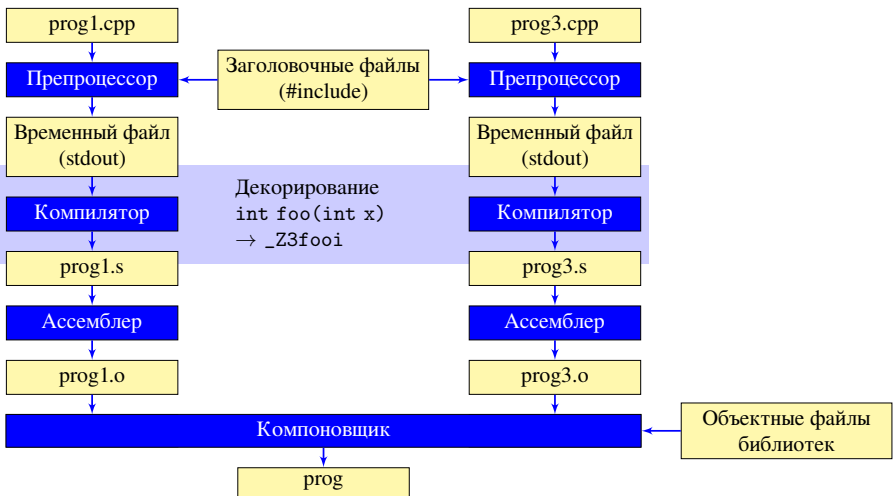 prog1.cpp
prog3.cpp
Препроцессор
Заголовочные файлы
(#include)
Препроцессор
Временный файл
(stdout)
Временный файл
(stdout)
Компилятор
Декорирование
int foo(int x)
→ _Z3fooi
Компилятор
prog1.s
prog3.s
Ассемблер
Ассемблер
prog1.o
prog3.o
Компоновщик
Объектные файлы
библиотек
prog